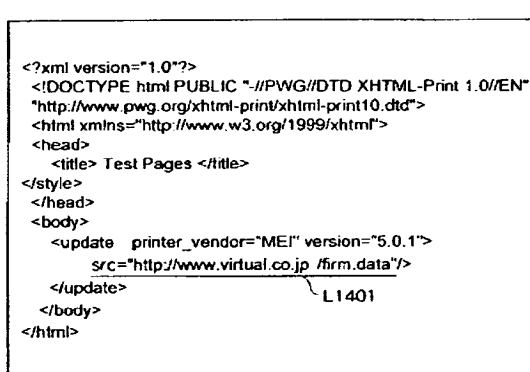 <?xml version="1.0"?>
<!DOCTYPE html PUBLIC "-//PWG//DTD XHTML-Print 1.0//EN"
"http://www.pwg.org/xhtml-print/xhtml-print10.dtd">
<html xmlns="http://www.w3.org/1999/xhtml">
<head>
<title> Test Pages </title>
</style>
</head>
<body>
<update printer_vendor="MEI" version="5.0.1">
src="http://www.virtual.co.jp /firm.data"/>
</update>
L1401
</body>
</html>